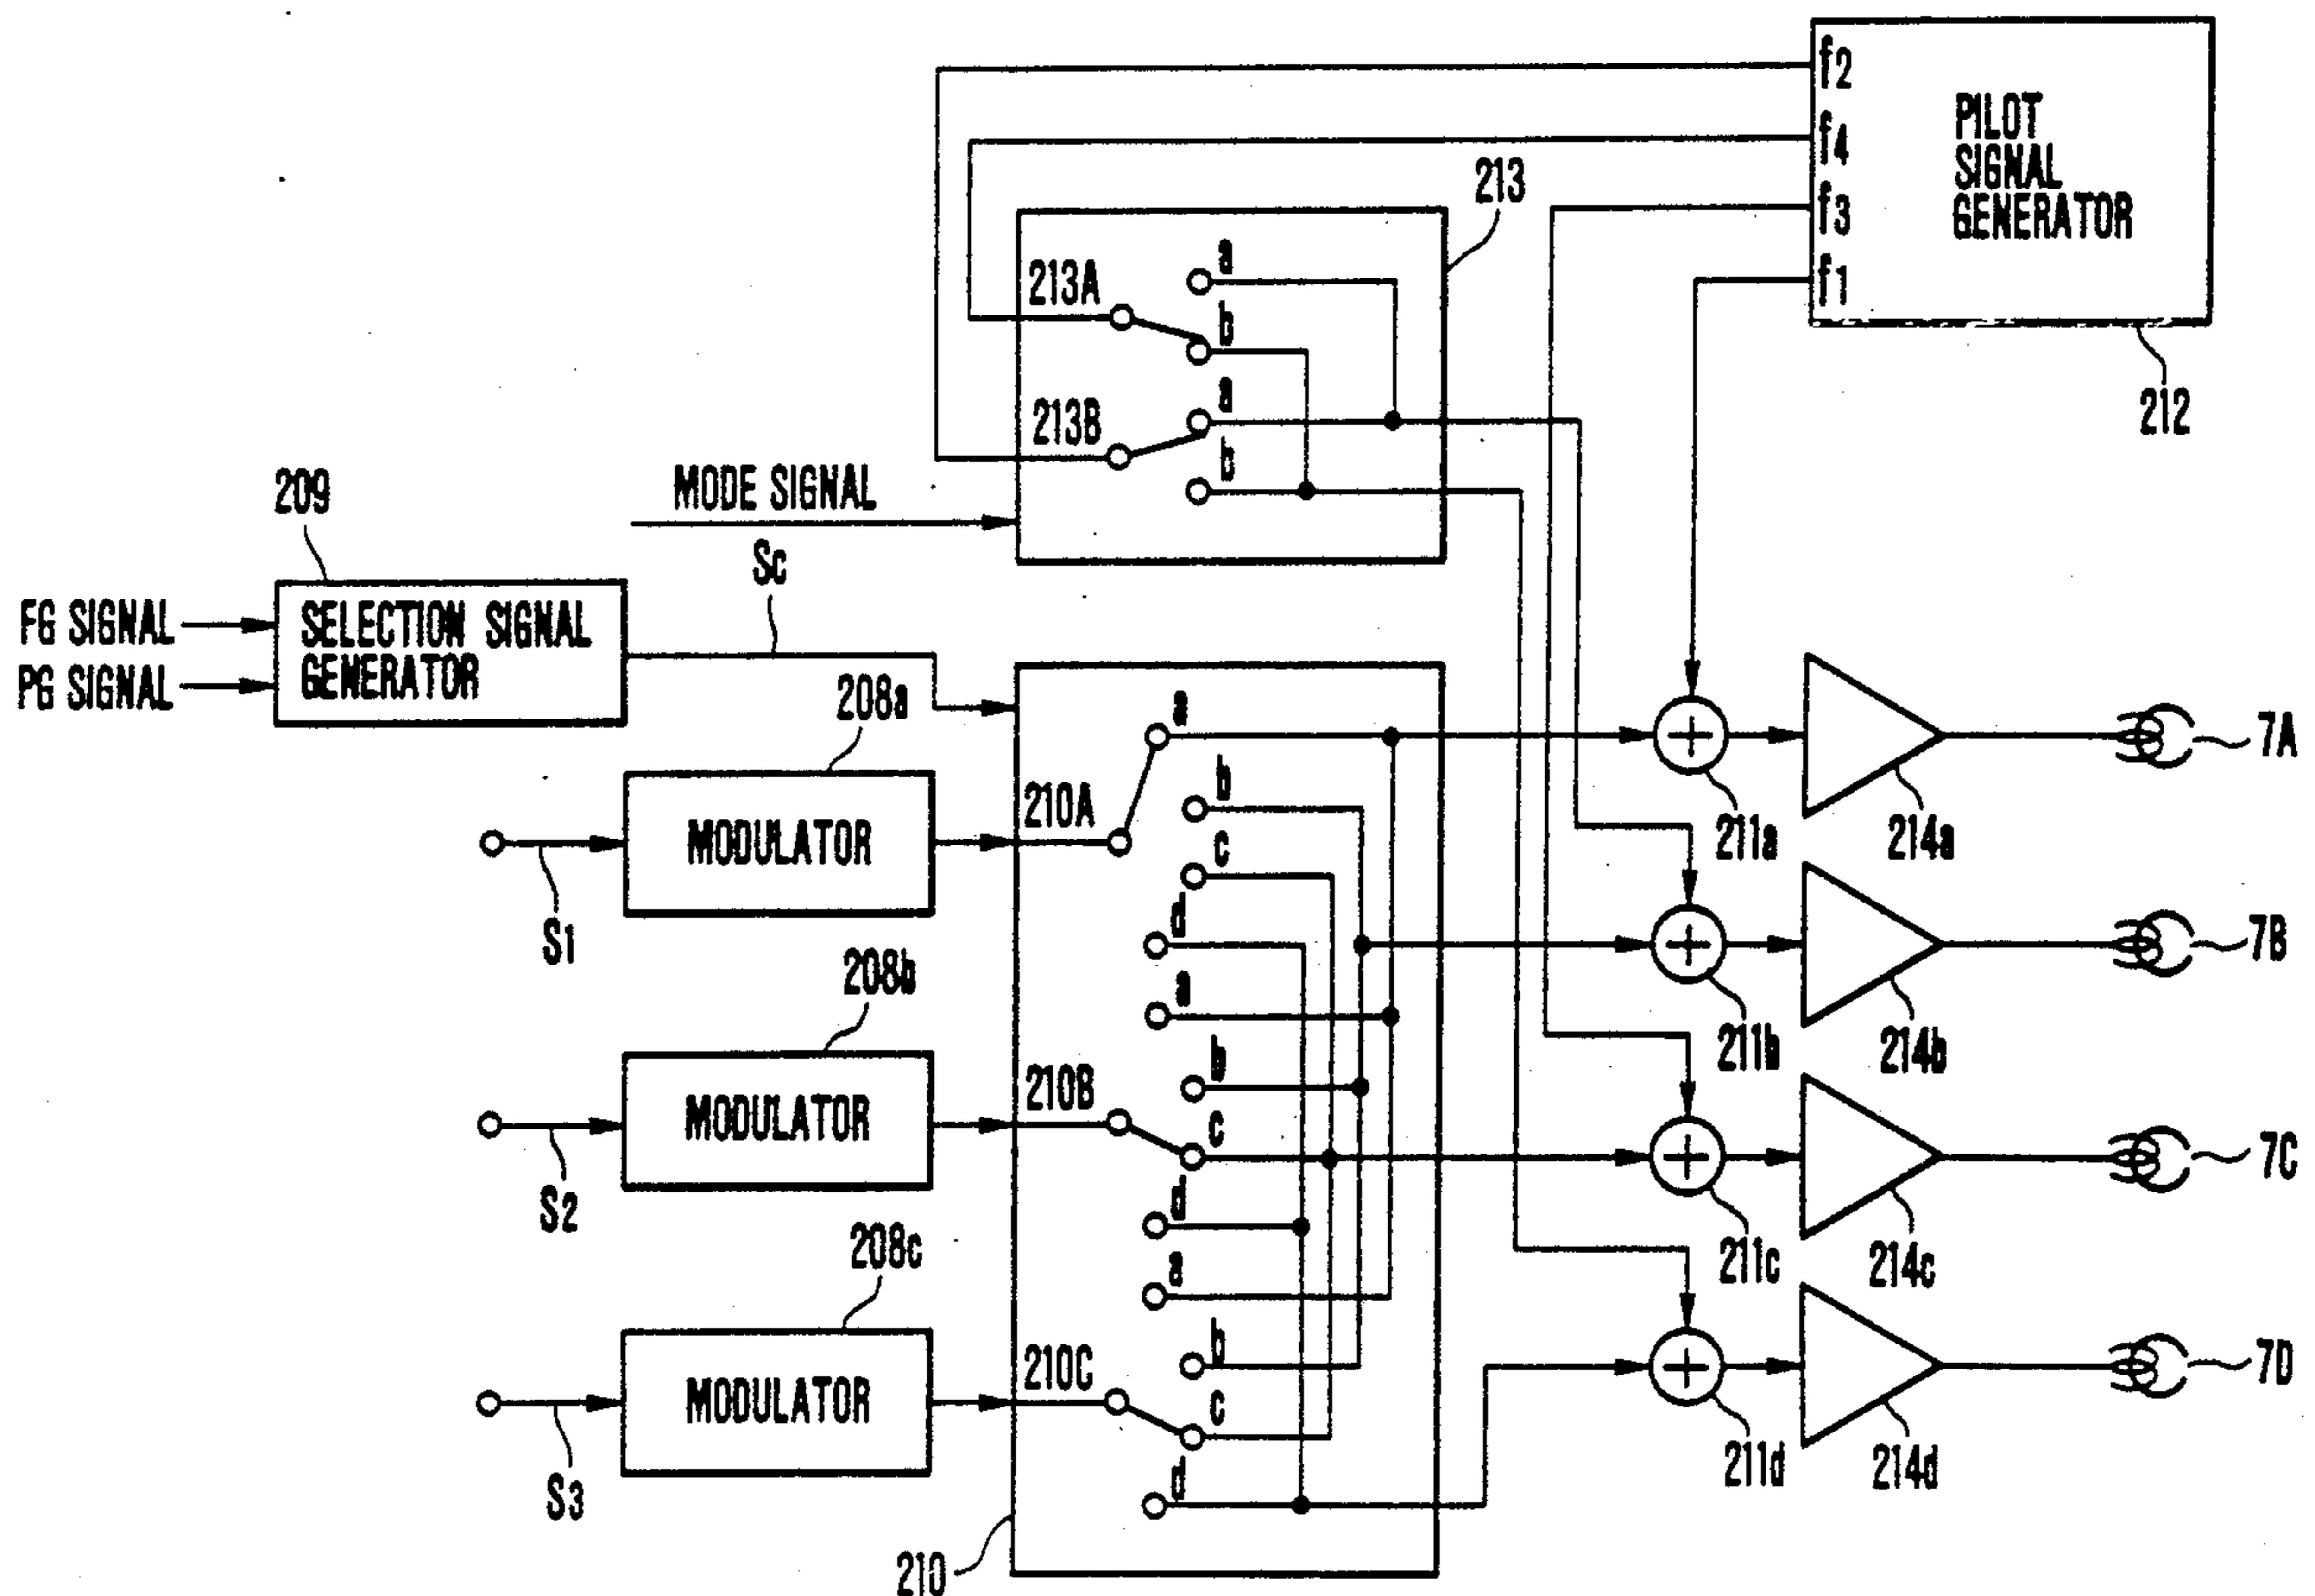 f2
f4
f3
f1
PILOT
SIGNAL
GENERATOR
212
213
213A
a
b
213B
a
b
MODE SIGNAL
209
Sc
FG SIGNAL
PG SIGNAL
SELECTION SIGNAL
GENERATOR
208a
MODULATOR
S1
210A
a
b
c
d
208b
MODULATOR
S2
210B
a
b
c
d
208c
MODULATOR
S3
210C
a
b
c
d
210
211a
214a
7A
211b
214b
7B
211c
214c
7C
211d
214d
7D